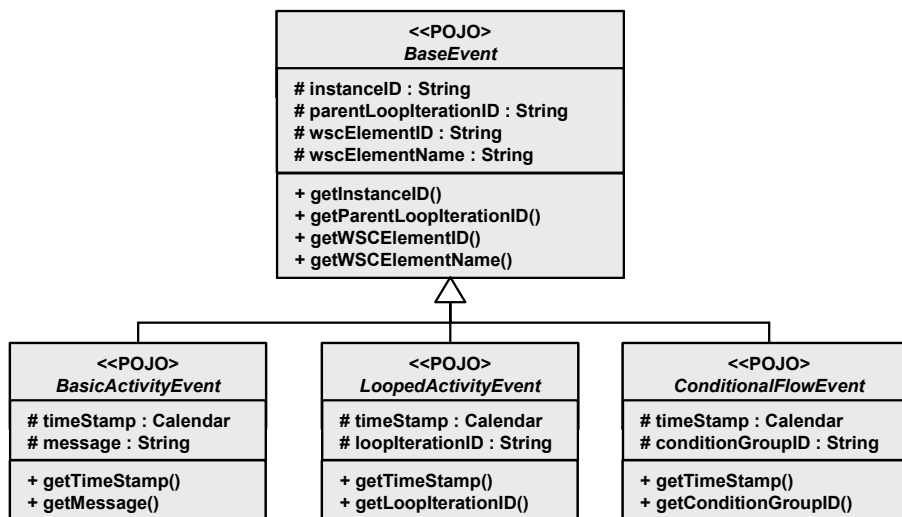 <<POJO>
BaseEvent
# instanceID : String
# parentLoopIterationID : String
# wscElementID : String
# wscElementName : String
+ getInstanceID()
+ getParentLoopIterationID()
+ getWSCElementID()
+ getWSCElementName()
<<POJO>
BasicActivityEvent
# timeStamp : Calendar
# message : String
+ getTimeStamp()
+ getMessage()
<<POJO>
LoopedActivityEvent
# timeStamp : Calendar
# loopIterationID : String
+ getTimeStamp()
+ getLoopIterationID()
<<POJO>
ConditionalFlowEvent
# timeStamp : Calendar
# conditionGroupID : String
+ getTimeStamp()
+ getConditionGroupID()